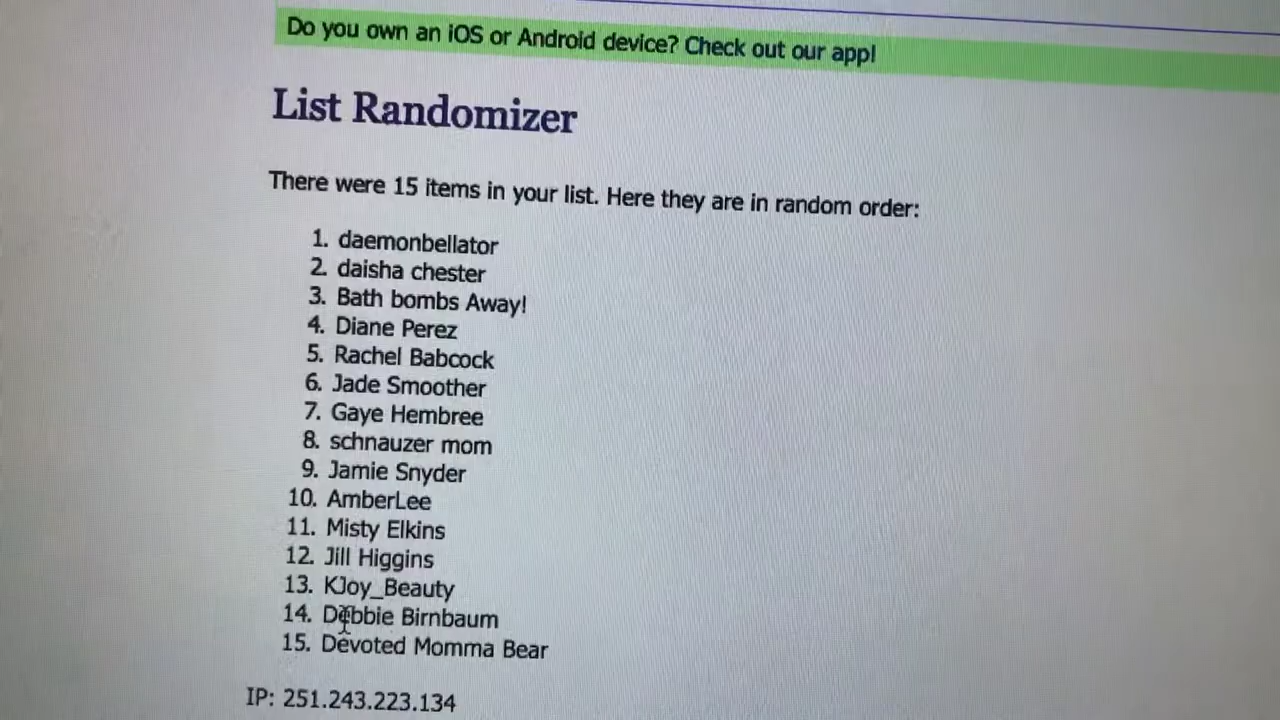 Do you own an iOS or Android device? Check out our app!
List Randomizer
There were 15 items in your list. Here they are in random order:
1. daemonbellator
2. daisha chester
3. Bath bombs Away!
4. Diane Perez
5. Rachel Babcock
6. Jade Smoother
7. Gaye Hembree
8. schnauzer mom
9. Jamie Snyder
10. AmberLee
11. Misty Elkins
12. Jill Higgins
13. KJoy_Beauty
14. Debbie Birnbaum
15. Devoted Momma Bear
IP: 251.243.223.134